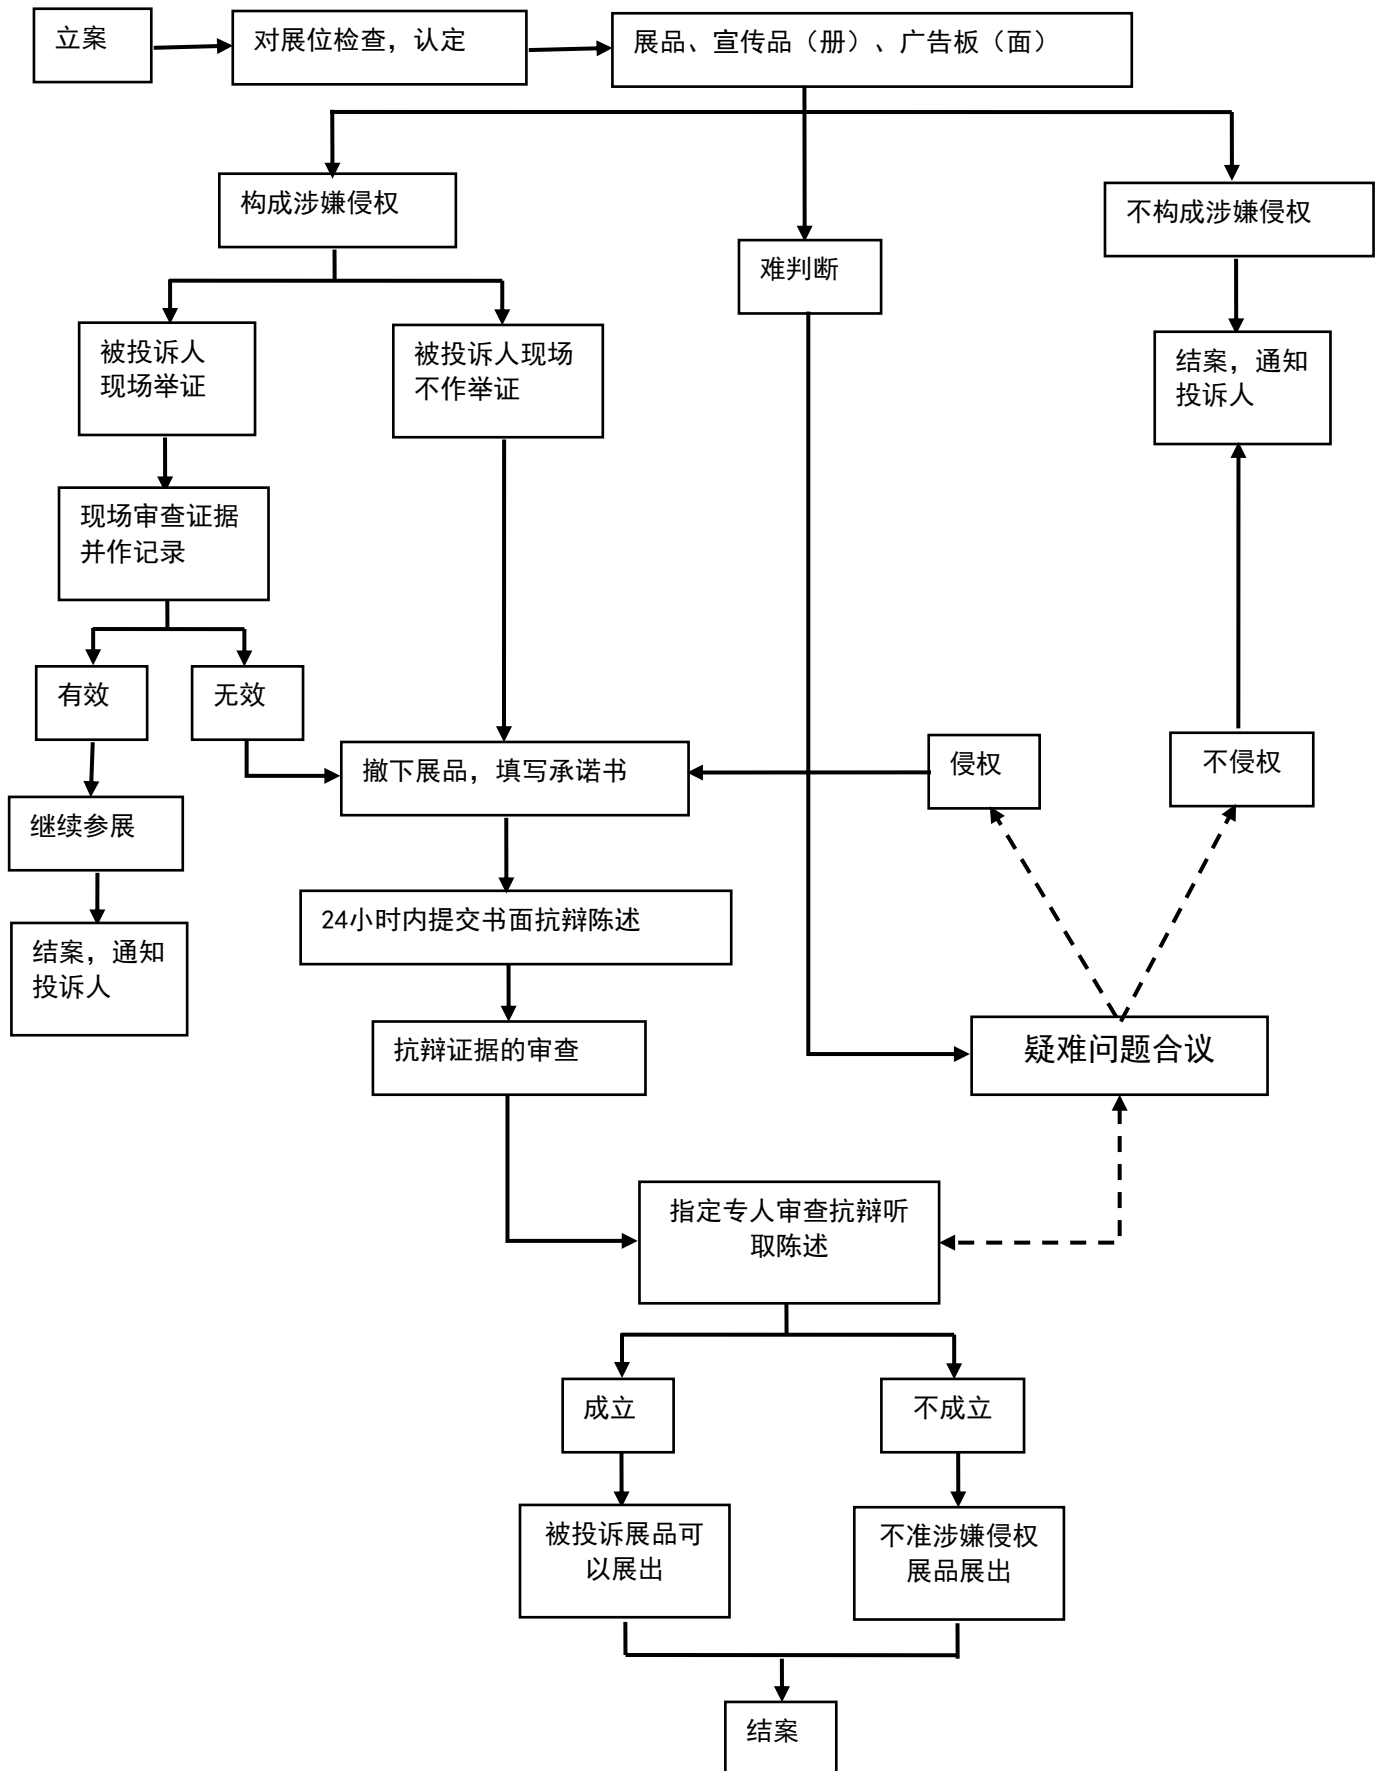 立案
对展位检查，认定
展品、宣传品（册）、广告板（面）
构成涉嫌侵权
不构成涉嫌侵权
难判断
被投诉人
现场举证
被投诉人现场
不作举证
结案，通知
投诉人
现场审查证据
并作记录
有效
无效
撤下展品，填写承诺书
侵权
不侵权
继续参展
24小时内提交书面抗辩陈述
结案，通知
投诉人
抗辩证据的审查
疑难问题合议
指定专人审查抗辩听
取陈述
成立
不成立
被投诉展品可
以展出
不准涉嫌侵权
展品展出
结案